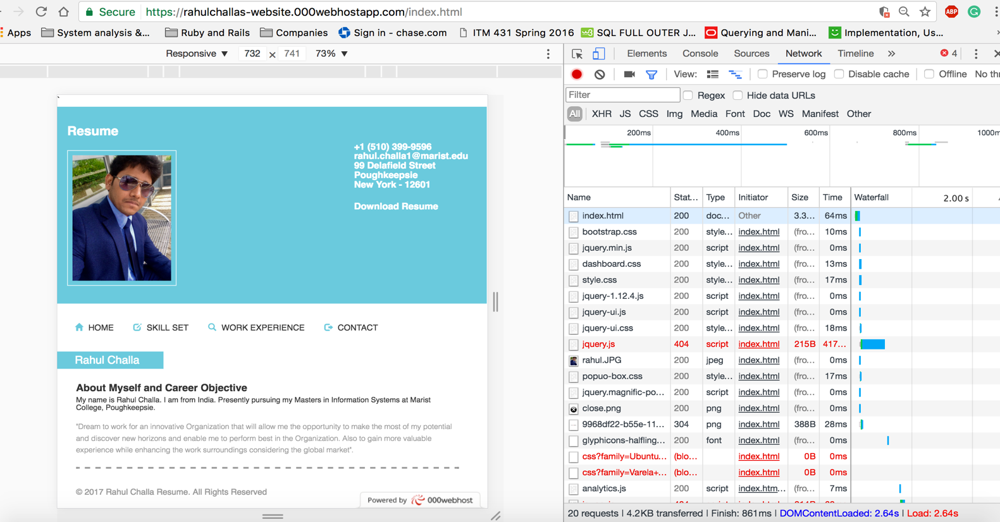 Secure https://rahulchallas-website.000webhostapp.com/index.html
ABP
Apps System analysis &... Ruby and Rails Companies Sign in - chase.com ITM 431 Spring 2016 w3 SQL FULL OUTER J... Querying and Mani... Implementation, Us...
Responsive ▼ 732 × 741 73% ▼
Elements Console Sources Network Timeline » 4
View: Preserve log Disable cache Offline No thr
Filter Regex Hide data URLs
All XHR JS CSS Img Media Font Doc WS Manifest Other
200ms 400ms 600ms 800ms 1000m
Name Stat... Type Initiator Size Time Waterfall 2.00 s
index.html 200 doc... Other 3.3... 64ms
bootstrap.css 200 style... index.html (fro... 10ms
jquery.min.js 200 script index.html (fro... 0ms
dashboard.css 200 style... index.html (fro... 13ms
style.css 200 style... index.html (fro... 17ms
jquery-1.12.4.js 200 script index.html (fro... 0ms
jquery-ui.js 200 script index.html (fro... 0ms
jquery-ui.css 200 style... index.html (fro... 18ms
jquery.js 404 script index.html 215B 417...
rahul.JPG 200 jpeg index.html (fro... 0ms
popuo-box.css 200 style... index.html (fro... 17ms
jquery.magnific-po... 200 script index.html (fro... 0ms
close.png 200 png index.html (fro... 0ms
9968df22-b55e-11... 304 png index.html 388B 28ms
glyphicons-halfling... 200 font index.html (fro... 0ms
css?family=Ubuntu... (blo... index.html 0B 0ms
css?family=Varela+... (blo... index.html 0B 0ms
analytics.js 200 script index.htm... (fro... 7ms
20 requests | 4.2KB transferred | Finish: 861ms | DOMContentLoaded: 2.64s | Load: 2.64s
`
Resume
+1 (510) 399-9596
rahul.challa1@marist.edu
99 Delafield Street
Poughkeepsie
New York - 12601
Download Resume
HOME SKILL SET WORK EXPERIENCE CONTACT
Rahul Challa
About Myself and Career Objective
My name is Rahul Challa. I am from India. Presently pursuing my Masters in Information Systems at Marist
College, Poughkeepsie.
"Dream to work for an innovative Organization that will allow me the opportunity to make the most of my potential
and discover new horizons and enable me to perform best in the Organization. Also to gain more valuable
experience while enhancing the work surroundings considering the global market".
© 2017 Rahul Challa Resume. All Rights Reserved
Powered by 000webhost